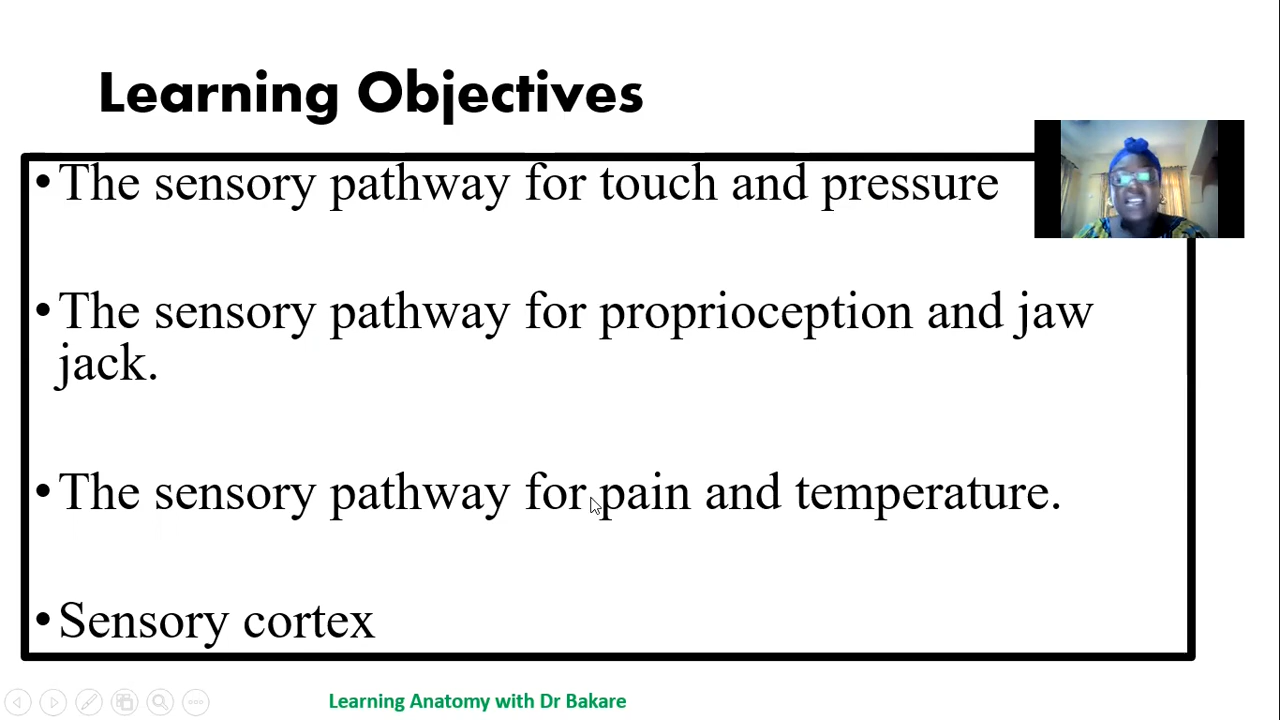 Learning Objectives
•The sensory pathway for touch and pressure
•The sensory pathway for proprioception and jaw
jack.
•The sensory pathway for pain and temperature.
•Sensory cortex
Learning Anatomy with Dr Bakare